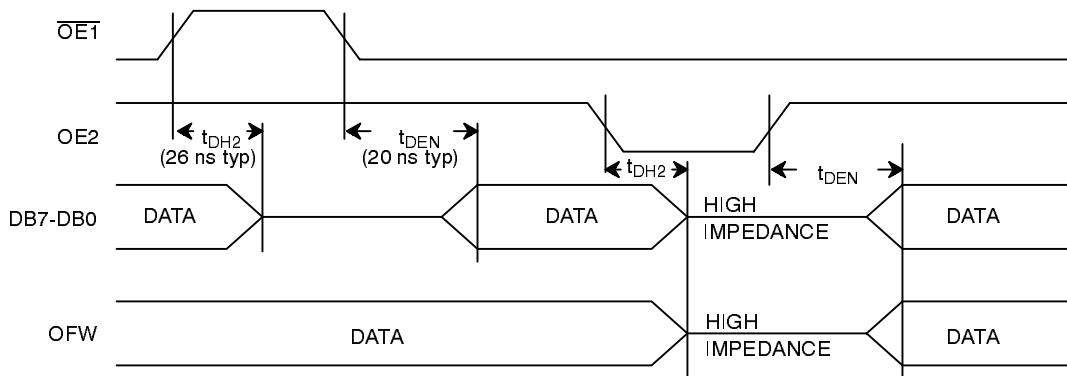 OE1
OE2
tDH2
(26 ns typ)
tDEN
(20 ns typ)
tDH2
tDEN
DB7-DB0
DATA
DATA
HIGH
IMPEDANCE
DATA
OFW
DATA
HIGH
IMPEDANCE
DATA